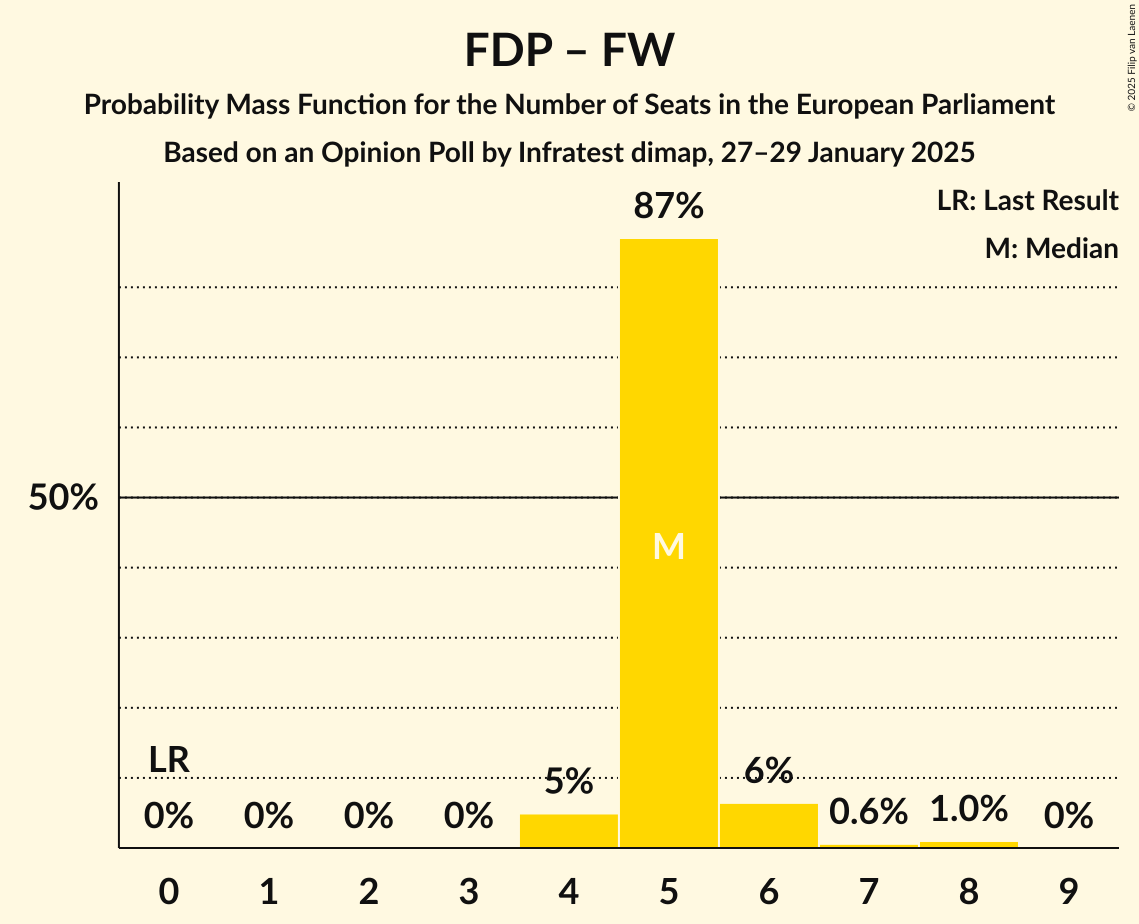 FDP – FW
Probability Mass Function for the Number of Seats in the European Parliament
Based on an Opinion Poll by Infratest dimap, 27–29 January 2025
© 2025 Filip van Laenen
LR: Last Result
M: Median
87%
50%
M
LR
0% 0% 0% 0% 5% 6% 0.6% 1.0% 0%
0 1 2 3 4 5 6 7 8 9